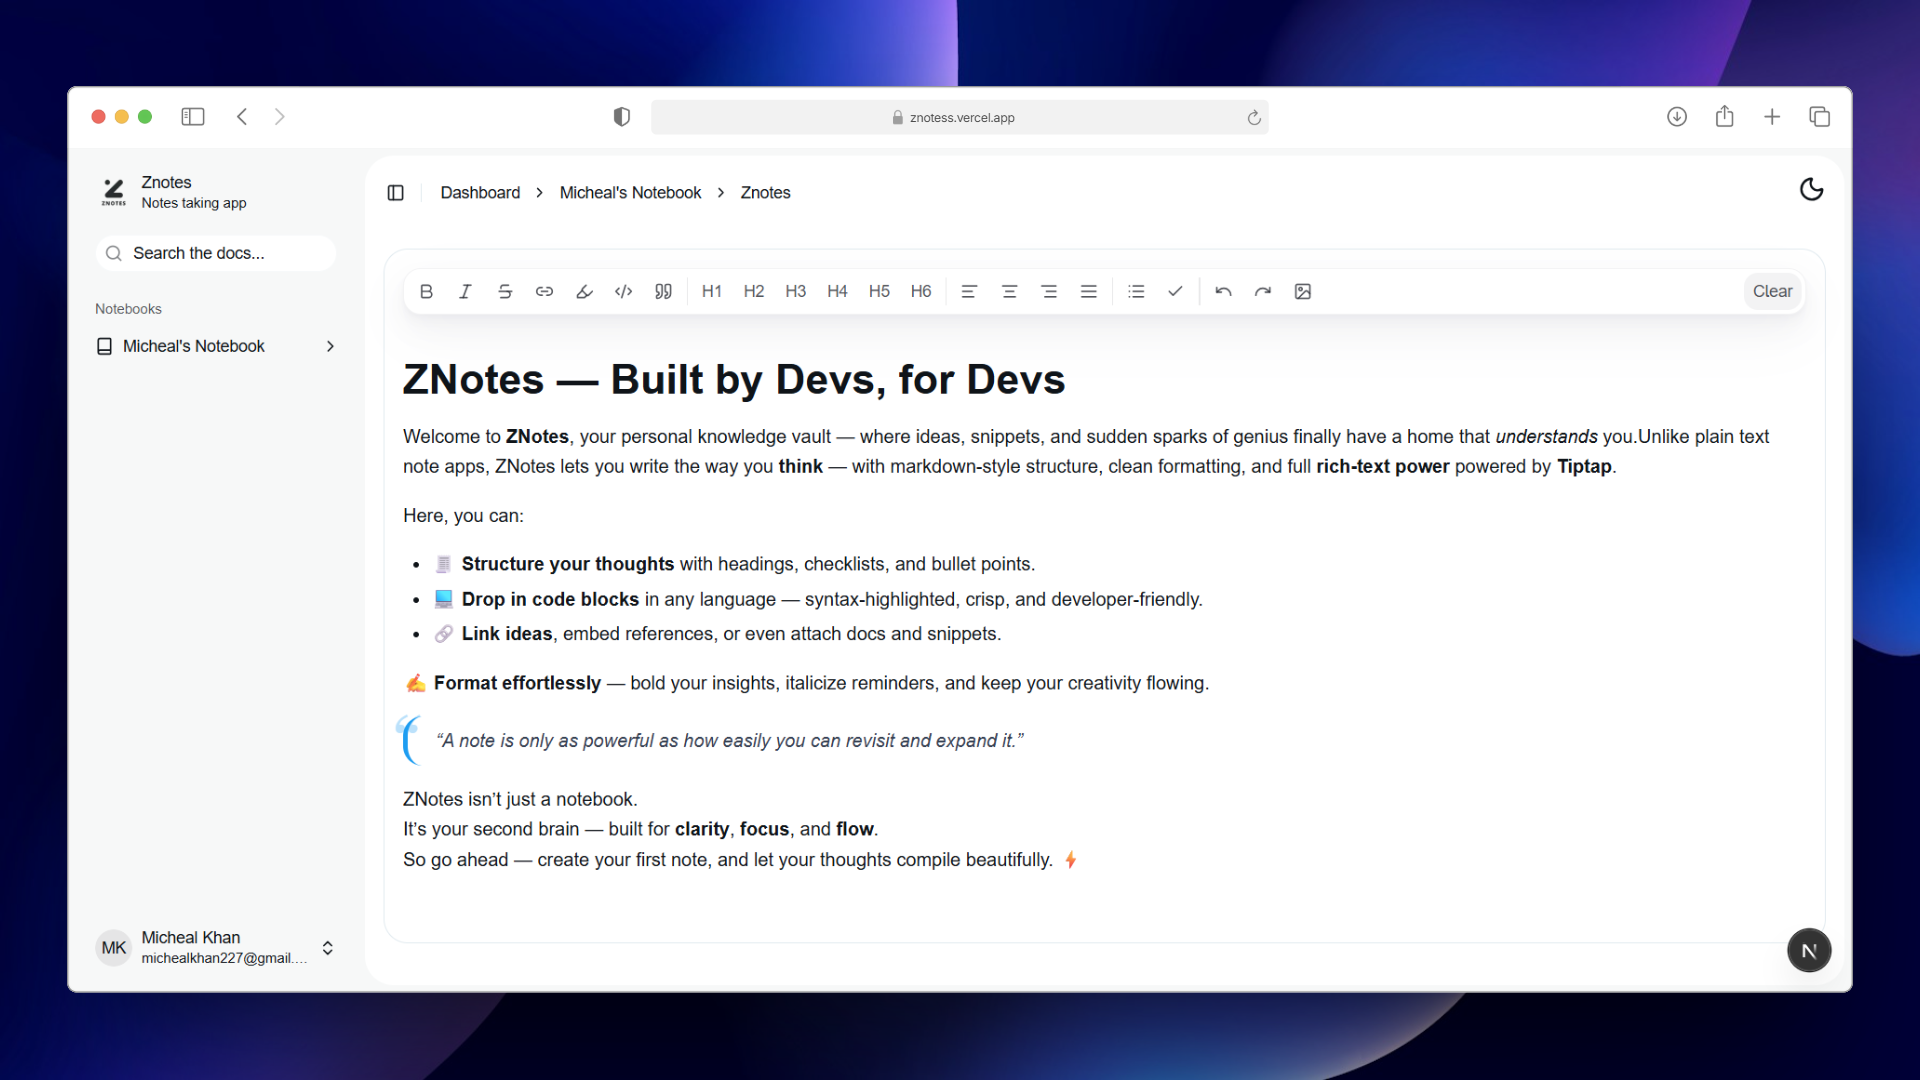 znotess.vercel.app
Znotes
Notes taking app
ZNOTES
Search the docs...
Notebooks
Micheal's Notebook
Dashboard > Micheal's Notebook > Znotes
H1 H2 H3 H4 H5 H6 Clear
ZNotes — Built by Devs, for Devs
Welcome to ZNotes, your personal knowledge vault — where ideas, snippets, and sudden sparks of genius finally have a home that understands you.Unlike plain text
note apps, ZNotes lets you write the way you think — with markdown-style structure, clean formatting, and full rich-text power powered by Tiptap.
Here, you can:
• 🧾 Structure your thoughts with headings, checklists, and bullet points.
• 💻 Drop in code blocks in any language — syntax-highlighted, crisp, and developer-friendly.
• 🔗 Link ideas, embed references, or even attach docs and snippets.
✍️ Format effortlessly — bold your insights, italicize reminders, and keep your creativity flowing.
“A note is only as powerful as how easily you can revisit and expand it.”
ZNotes isn’t just a notebook.
It’s your second brain — built for clarity, focus, and flow.
So go ahead — create your first note, and let your thoughts compile beautifully. ⚡
MK
Micheal Khan
michealkhan227@gmail....
N